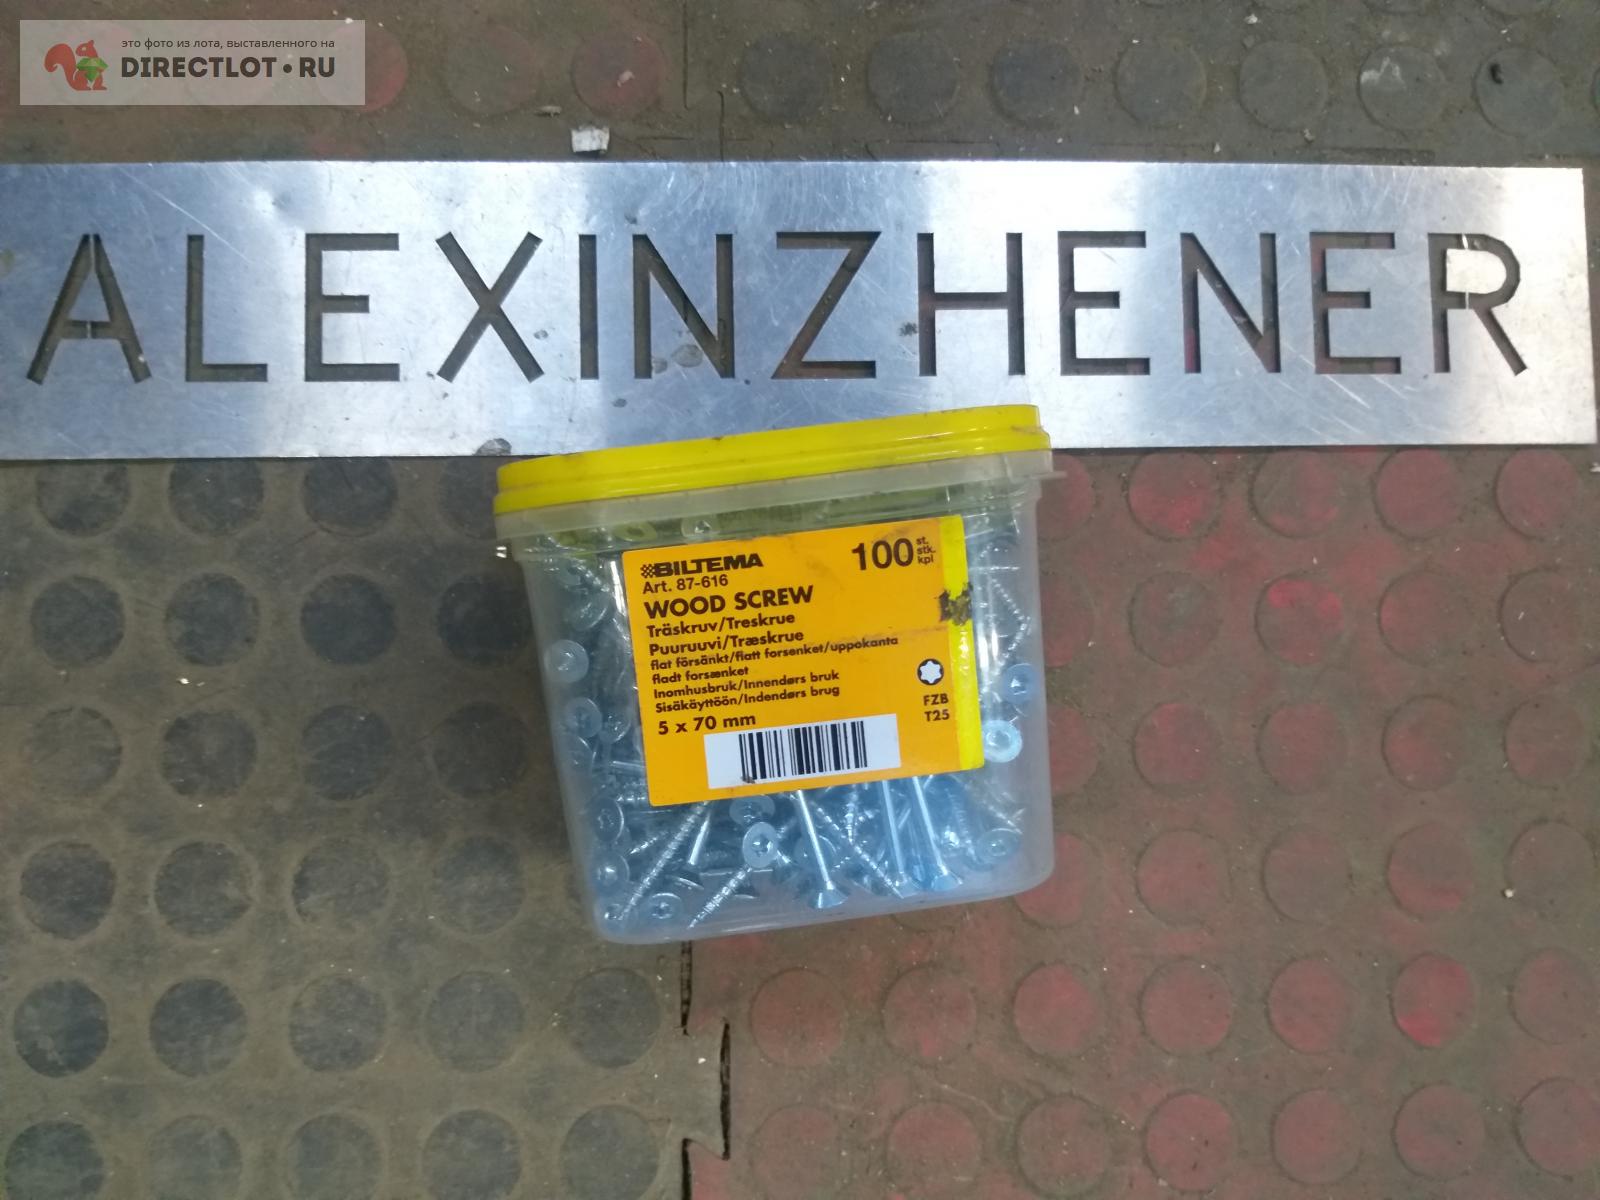 это фото из лота, выставленного на
DIRECTLOT•RU
ALEXINZHENER
BILTEMA
100 st. stk. kpl
Art. 87-616
WOOD SCREW
Träskruv/Treskrue
Puuruuvi/Træskrue
flat försänkt/flatt forsenket/uppokanta
fladt forsænket
Inomhusbruk/Innendørs bruk
Sisäkäyttöön/Indendørs brug
FZB
T25
5 x 70 mm